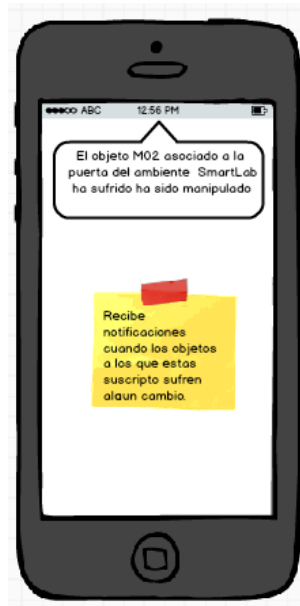 ABC 12:56 PM
El objeto M02 asociado a la
puerta del ambiente SmartLab
ha sufrido ha sido manipulado
Recibe
notificaciones
cuando los objetos
a los que estas
suscripto sufren
algun cambio.